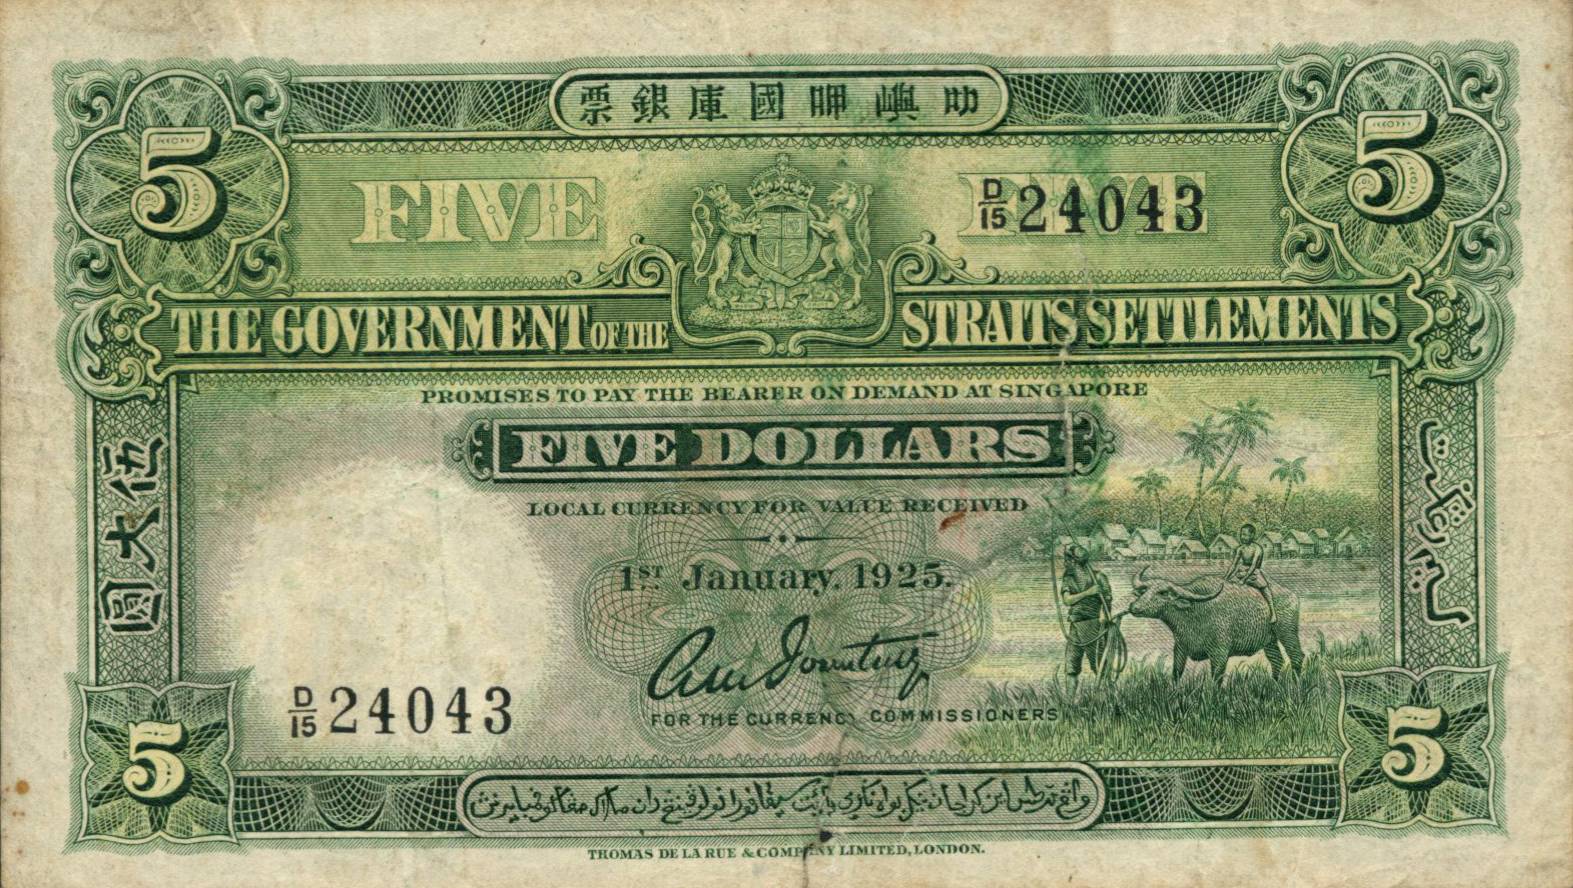 叻嶼呷國庫銀票
5 5
FIVE FIVE
D/15 24043
THE GOVERNMENT OF THE STRAITS SETTLEMENTS
PROMISES TO PAY THE BEARER ON DEMAND AT SINGAPORE
FIVE DOLLARS
LOCAL CURRENCY FOR VALUE RECEIVED
伍大圓
1ST January, 1925.
FOR THE CURRENCY COMMISSIONERS
D/15 24043
5 5
THOMAS DE LA RUE & COMPANY LIMITED, LONDON.